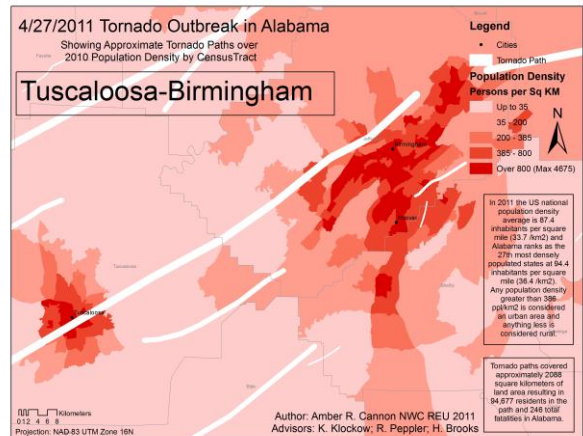 4/27/2011 Tornado Outbreak in Alabama
Showing Approximate Tornado Paths over
2010 Population Density by CensusTract
Tuscaloosa-Birmingham
Legend
Cities
Tornado Path
Population Density
Persons per Sq KM
Up to 35
35 - 200
200 - 385
385 - 800
Over 800 (Max 4675)
N
Birmingham
Hoover
Tuscaloosa
Tuscaloosa
Shelby
Bibb
In 2011 the US national
population density
average is 87.4
inhabitants per square
mile (33.7 /km2) and
Alabama ranks as the
27th most densely
populated states at 94.4
inhabitants per square
mile (36.4 /km2).
Any population density
greater than 386
ppl/km2 is considered
an urban area and
anything less is
considered rural.
Tornado paths covered
approximately 2088
square kilometers of
land area resulting in
94,677 residents in the
path and 246 total
fatalities in Alabama.
Kilometers
0 1 2 4 6 8
Projection: NAD 83 UTM Zone 16N
Author: Amber R. Cannon NWC REU 2011
Advisors: K. Klockow; R. Peppler; H. Brooks